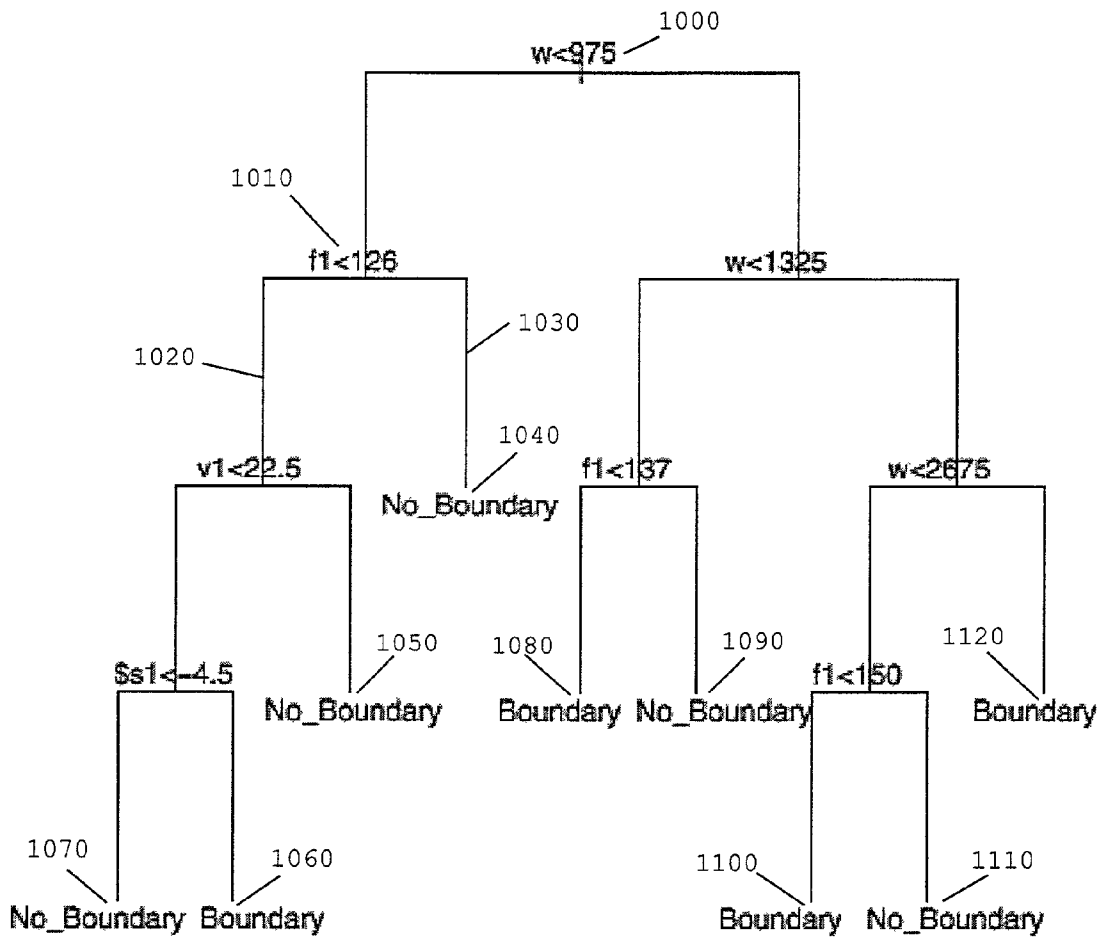 1000
w<975
1010
f1<126
w<1325
1030
1020
1040
v1<22.5
f1<137
w<2675
No_Boundary
1050
1080
1090
1120
$s1<-4.5
f1<150
No_Boundary
Boundary
No_Boundary
Boundary
1070
1060
1100
1110
No_Boundary
Boundary
Boundary
No_Boundary